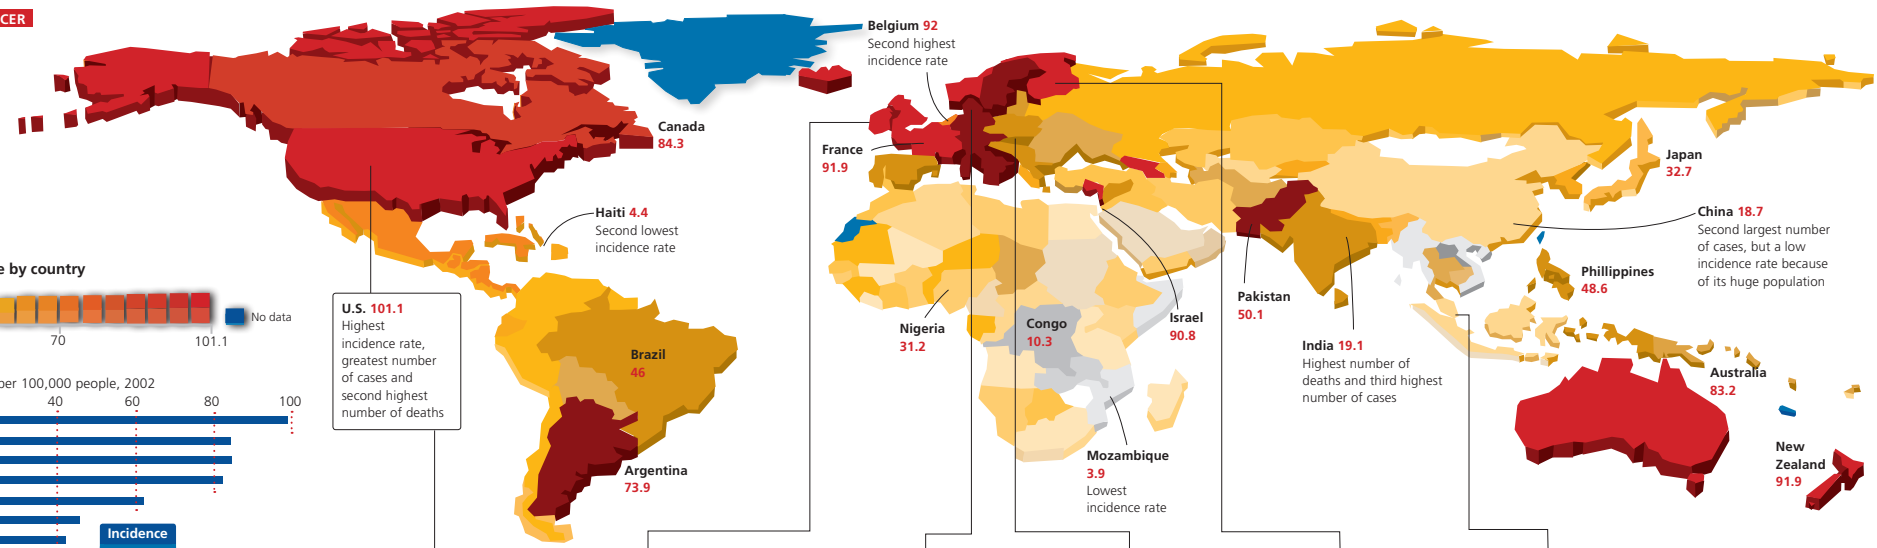 CER
Belgium 92
Second highest
incidence rate
Canada
84.3
France
91.9
Japan
32.7
Haiti 4.4
Second lowest
incidence rate
China 18.7
Second largest number
of cases, but a low
incidence rate because
of its huge population
e by country
No data
70
101.1
U.S. 101.1
Highest
incidence rate,
greatest number
of cases and
second highest
number of deaths
Phillippines
48.6
Pakistan
50.1
Israel
90.8
Nigeria
31.2
Congo
10.3
India 19.1
Highest number of
deaths and third highest
number of cases
Brazil
46
Australia
83.2
per 100,000 people, 2002
40 60 80 100
Mozambique
3.9
Lowest
incidence rate
New
Zealand
91.9
Argentina
73.9
Incidence